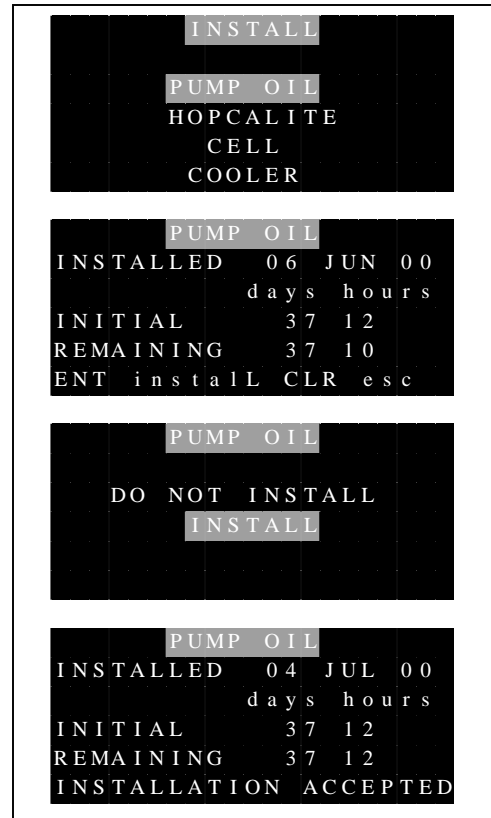 INSTALL
PUMP OIL
HOPCALITE
CELL
COOLER
PUMP OIL
INSTALLED 06 JUN 00
days hours
INITIAL 37 12
REMAINING 37 10
ENT installL CLR esc
PUMP OIL
DO NOT INSTALL
INSTALL
PUMP OIL
INSTALLED 04 JUL 00
days hours
INITIAL 37 12
REMAINING 37 12
INSTALLATION ACCEPTED